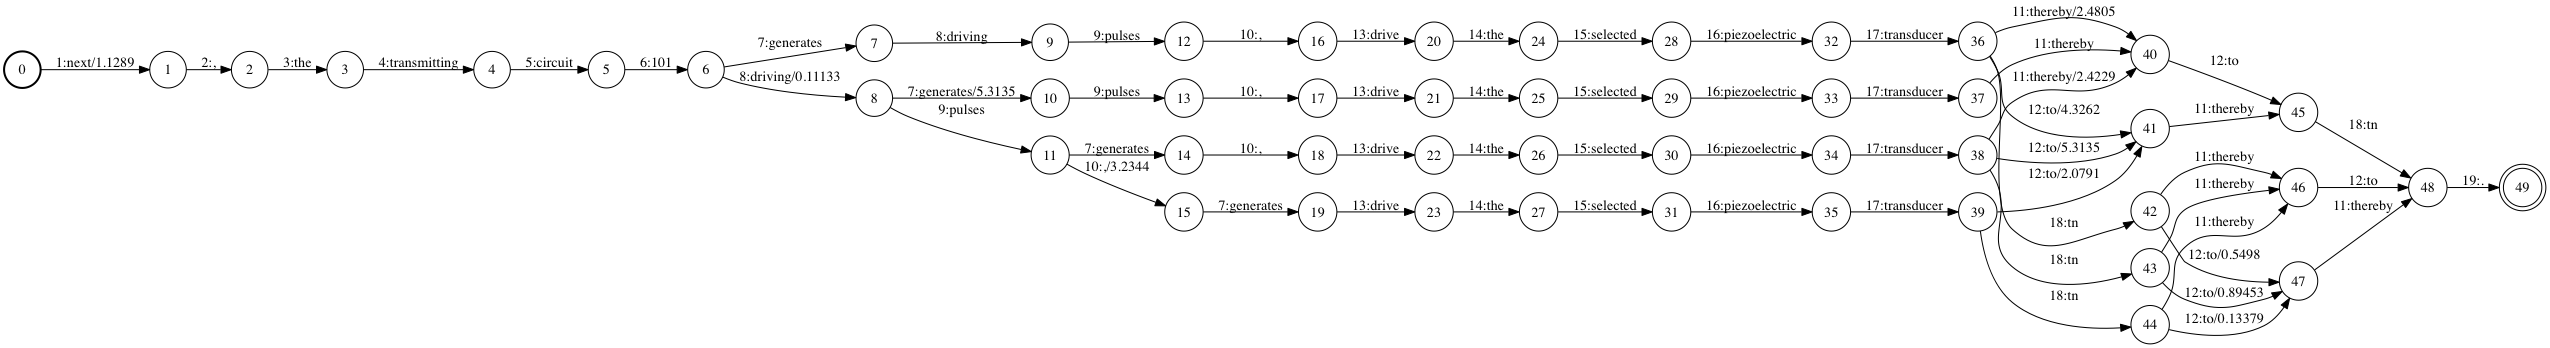 0 1:next/1.1289 1 2:, 2 3:the 3 4:transmitting 4 5:circuit 5 6:101 6
7:generates 7 8:driving 9 9:pulses 12 10:, 16 13:drive 20 14:the 24 15:selected 28 16:piezoelectric 32 17:transducer 36
8:driving/0.11133 8 7:generates/5.3135 10 9:pulses 13 10:, 17 13:drive 21 14:the 25 15:selected 29 16:piezoelectric 33 17:transducer 37
9:pulses 11 7:generates 14 10:, 18 13:drive 22 14:the 26 15:selected 30 16:piezoelectric 34 17:transducer 38
10:,/3.2344 15 7:generates 19 13:drive 23 14:the 27 15:selected 31 16:piezoelectric 35 17:transducer 39
11:thereby/2.4805
11:thereby
11:thereby/2.4229
40 12:to
12:to/4.3262
12:to/5.3135
12:to/2.0791
41 11:thereby 45 18:tn
18:tn 42 11:thereby
18:tn 43 11:thereby
18:tn 44 11:thereby
12:to/0.5498
12:to/0.89453
12:to/0.13379
46 12:to
47 11:thereby
48 19:. 49